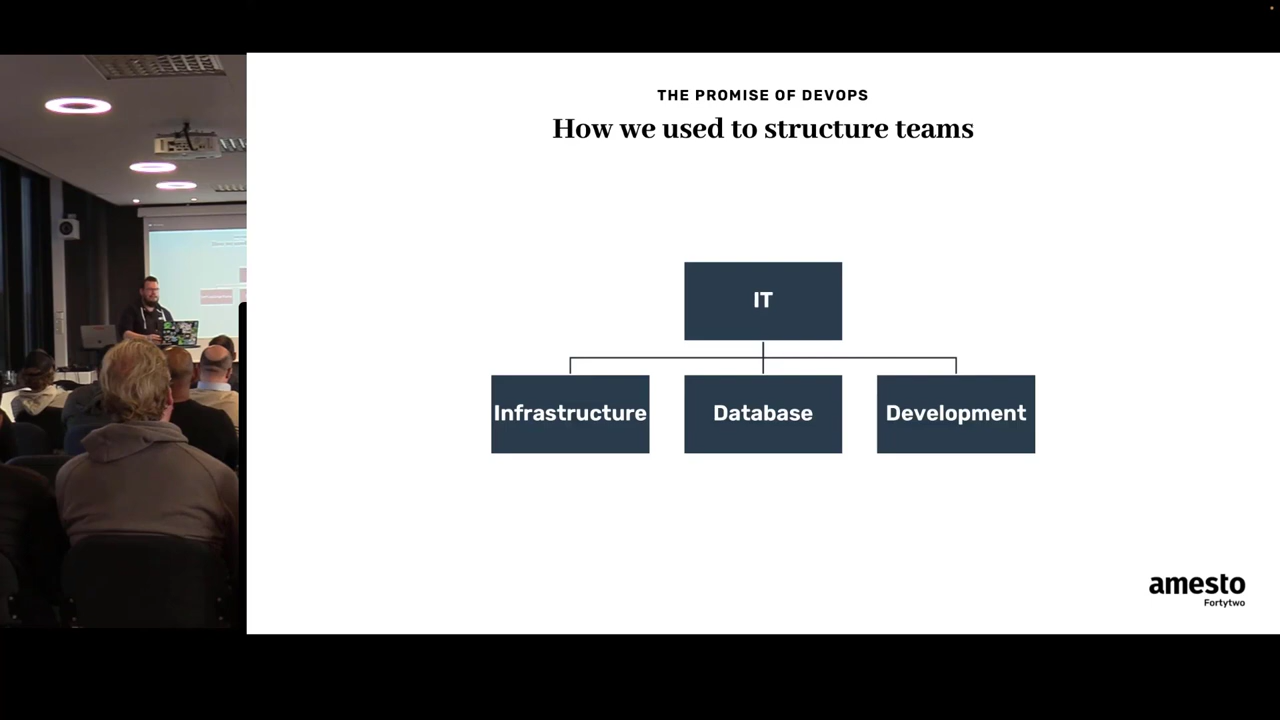 THE PROMISE OF DEVOPS
How we used to structure teams
IT
Infrastructure
Database
Development
amesto
Fortytwo